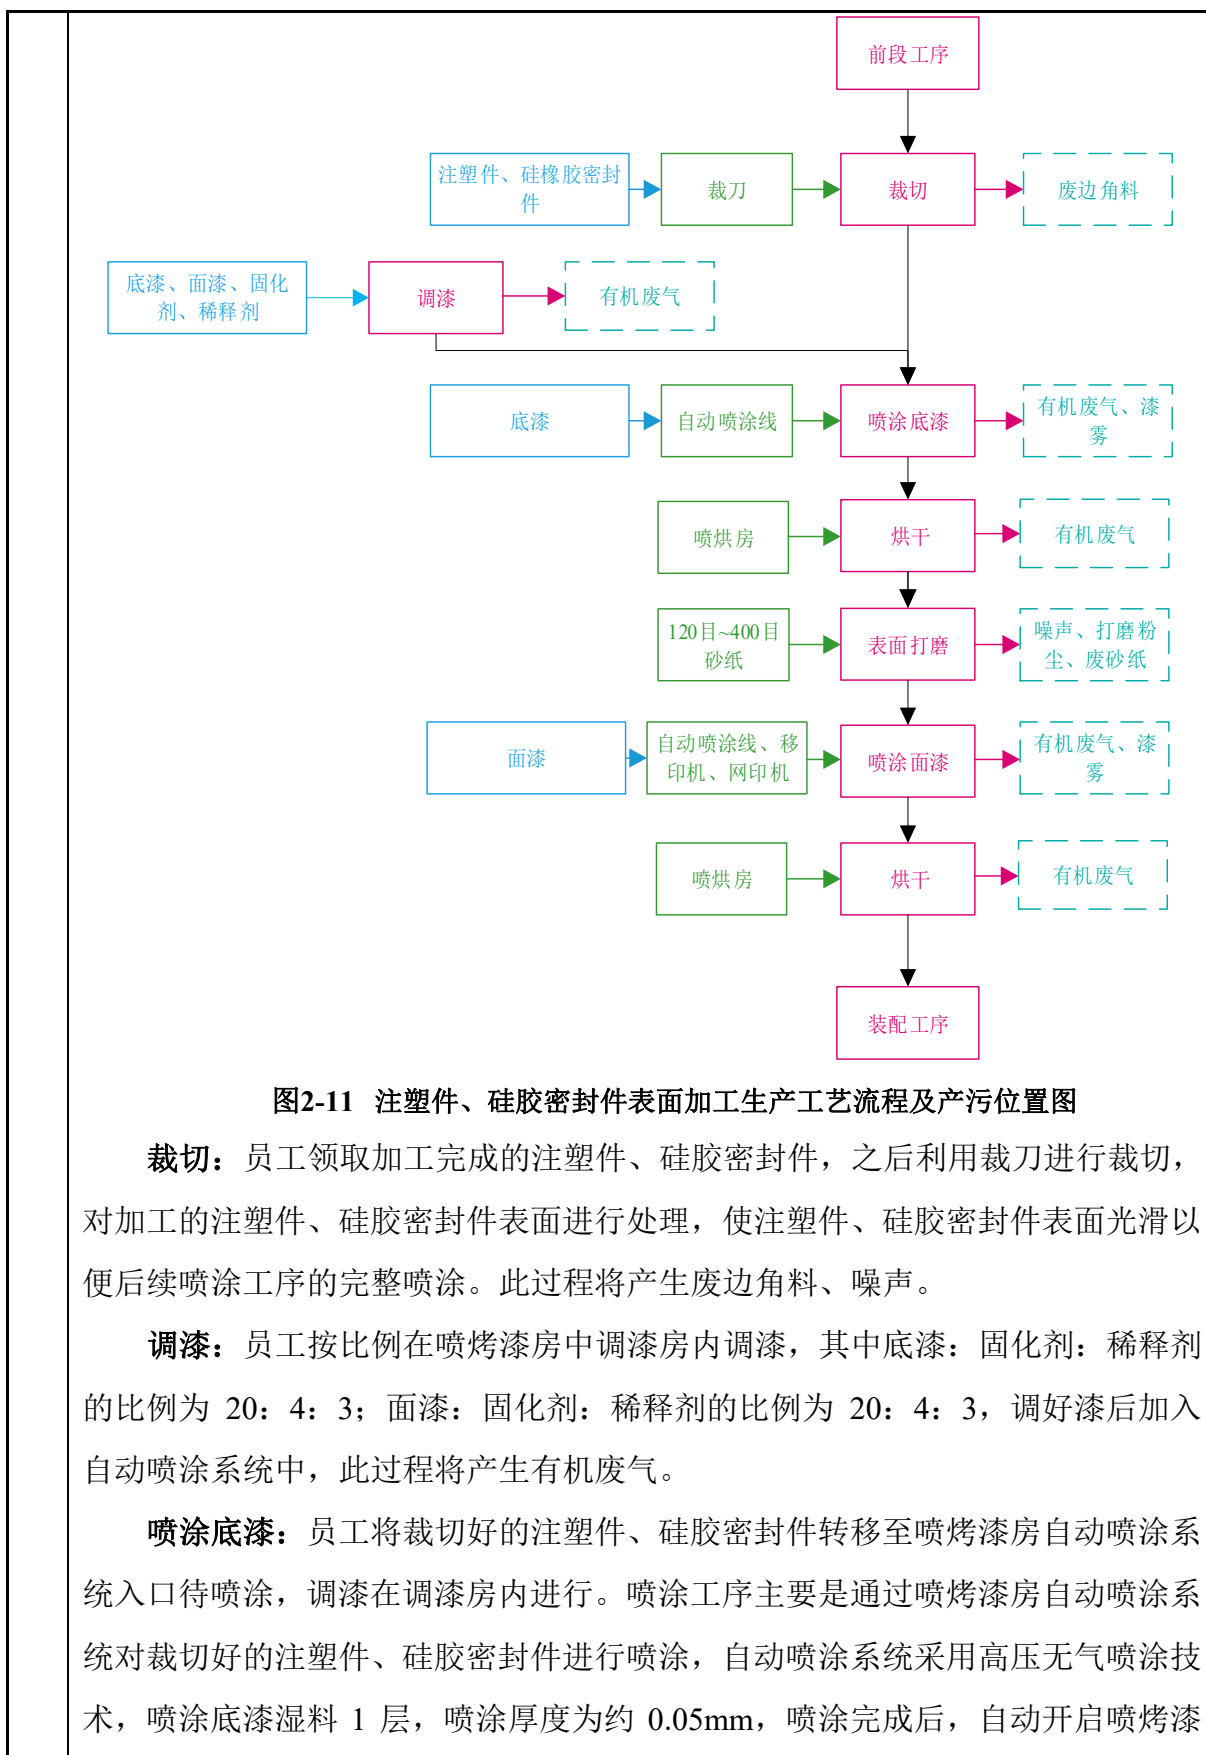 前段工序
注塑件、硅橡胶密封
件
裁刀
裁切
废边角料
底漆、面漆、固化
剂、稀释剂
调漆
有机废气
底漆
自动喷涂线
喷涂底漆
有机废气、漆
雾
喷烘房
烘干
有机废气
120目~400目
砂纸
表面打磨
噪声、打磨粉
尘、废砂纸
面漆
自动喷涂线、移
印机、网印机
喷涂面漆
有机废气、漆
雾
喷烘房
烘干
有机废气
装配工序
图2-11 注塑件、硅胶密封件表面加工生产工艺流程及产污位置图
裁切：员工领取加工完成的注塑件、硅胶密封件，之后利用裁刀进行裁切，
对加工的注塑件、硅胶密封件表面进行处理，使注塑件、硅胶密封件表面光滑以
便后续喷涂工序的完整喷涂。此过程将产生废边角料、噪声。
调漆：员工按比例在喷烤漆房中调漆房内调漆，其中底漆：固化剂：稀释剂
的比例为 20：4：3；面漆：固化剂：稀释剂的比例为 20：4：3，调好漆后加入
自动喷涂系统中，此过程将产生有机废气。
喷涂底漆：员工将裁切好的注塑件、硅胶密封件转移至喷烤漆房自动喷涂系
统入口待喷涂，调漆在调漆房内进行。喷涂工序主要是通过喷烤漆房自动喷涂系
统对裁切好的注塑件、硅胶密封件进行喷涂，自动喷涂系统采用高压无气喷涂技
术，喷涂底漆湿料 1 层，喷涂厚度为约 0.05mm，喷涂完成后，自动开启喷烤漆